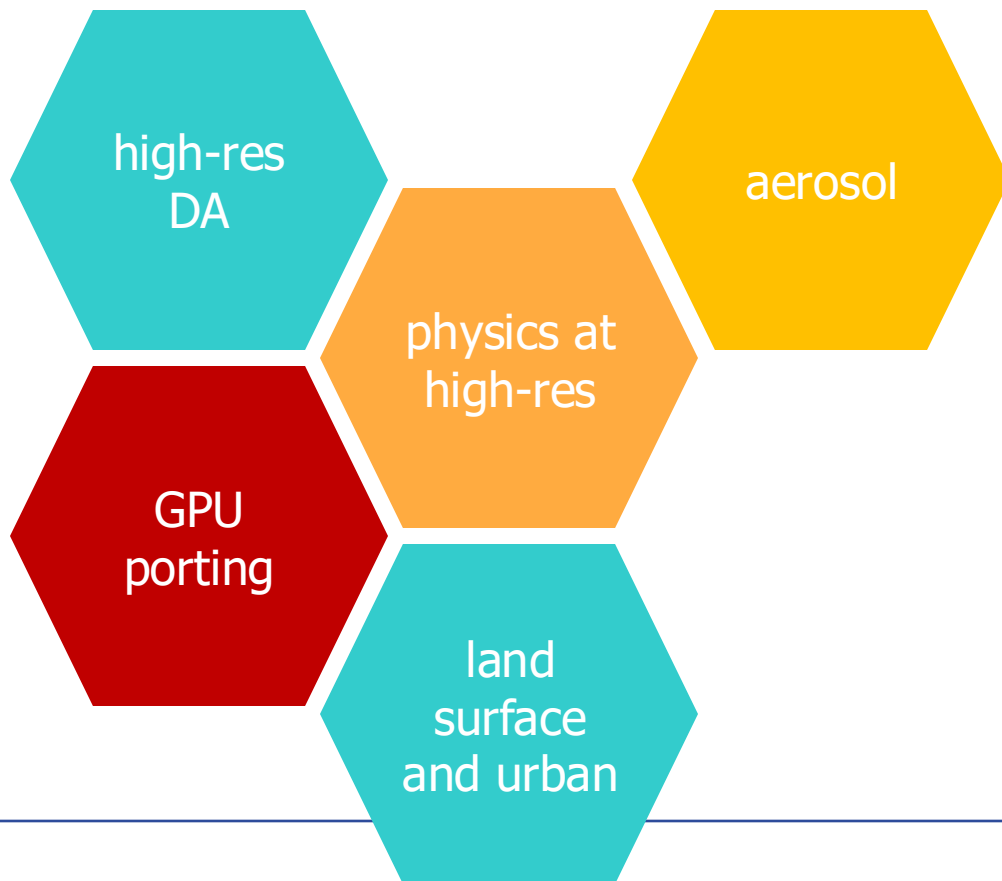 high-res
DA
aerosol
physics at
high-res
GPU
porting
land
surface
and urban